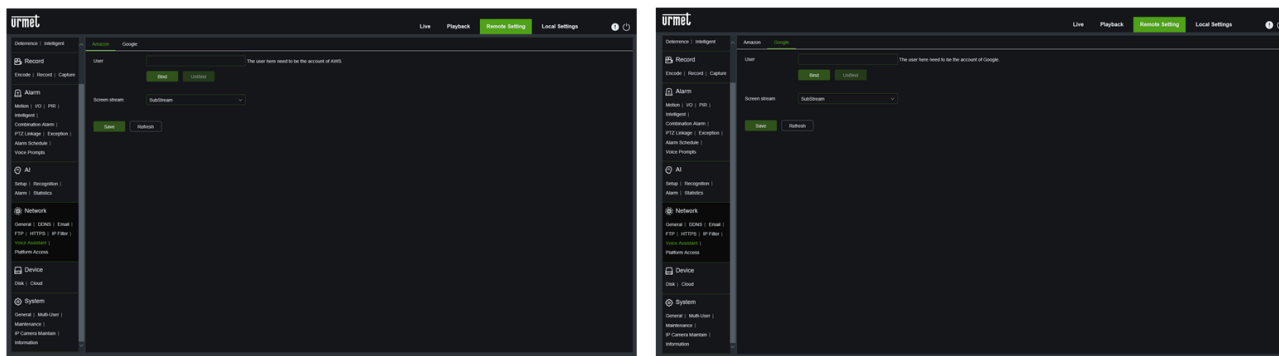 urmet
Live Playback Remote Setting Local Settings
Deterrence | Intelligent
Record
Encode | Record | Capture
Alarm
Motion | I/O | PIR |
Intelligent |
Combination Alarm |
PTZ Linkage | Exception |
Alarm Schedule |
Voice Prompts
AI
Setup | Recognition |
Alarm | Statistics
Network
General | DDNS | Email |
FTP | HTTPS | IP Filter |
Voice Assistant |
Platform Access
Device
Disk | Cloud
System
General | Multi-User |
Maintenance |
IP Camera Maintain |
Information
Amazon Google
User The user here need to be the account of AWS.
Bind UnBind
Screen stream SubStream
Save Refresh
urmet
Live Playback Remote Setting Local Settings
Deterrence | Intelligent
Record
Encode | Record | Capture
Alarm
Motion | I/O | PIR |
Intelligent |
Combination Alarm |
PTZ Linkage | Exception |
Alarm Schedule |
Voice Prompts
AI
Setup | Recognition |
Alarm | Statistics
Network
General | DDNS | Email |
FTP | HTTPS | IP Filter |
Voice Assistant |
Platform Access
Device
Disk | Cloud
System
General | Multi-User |
Maintenance |
IP Camera Maintain |
Information
Amazon Google
User The user here need to be the account of Google.
Bind UnBind
Screen stream SubStream
Save Refresh